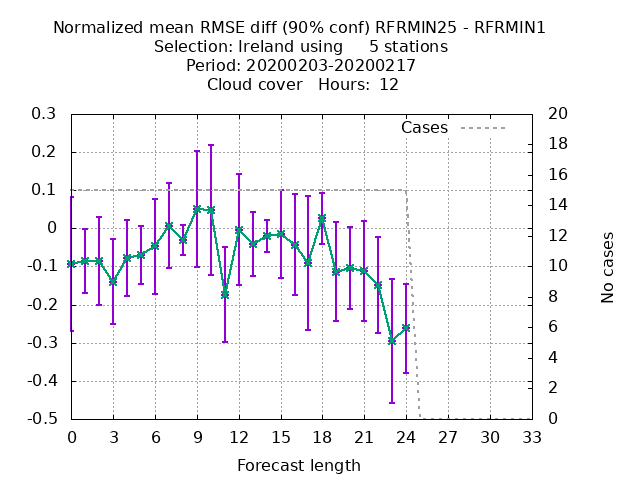 Normalized mean RMSE diff (90% conf) RFRMIN25 - RFRMIN1
Selection: Ireland using     5 stations
Period: 20200203-20200217
Cloud cover   Hours:  12
Cases
0.3
0.2
0.1
0
-0.1
-0.2
-0.3
-0.4
-0.5
20
18
16
14
12
10
8
6
4
2
0
No cases
0 3 6 9 12 15 18 21 24 27 30 33
Forecast length